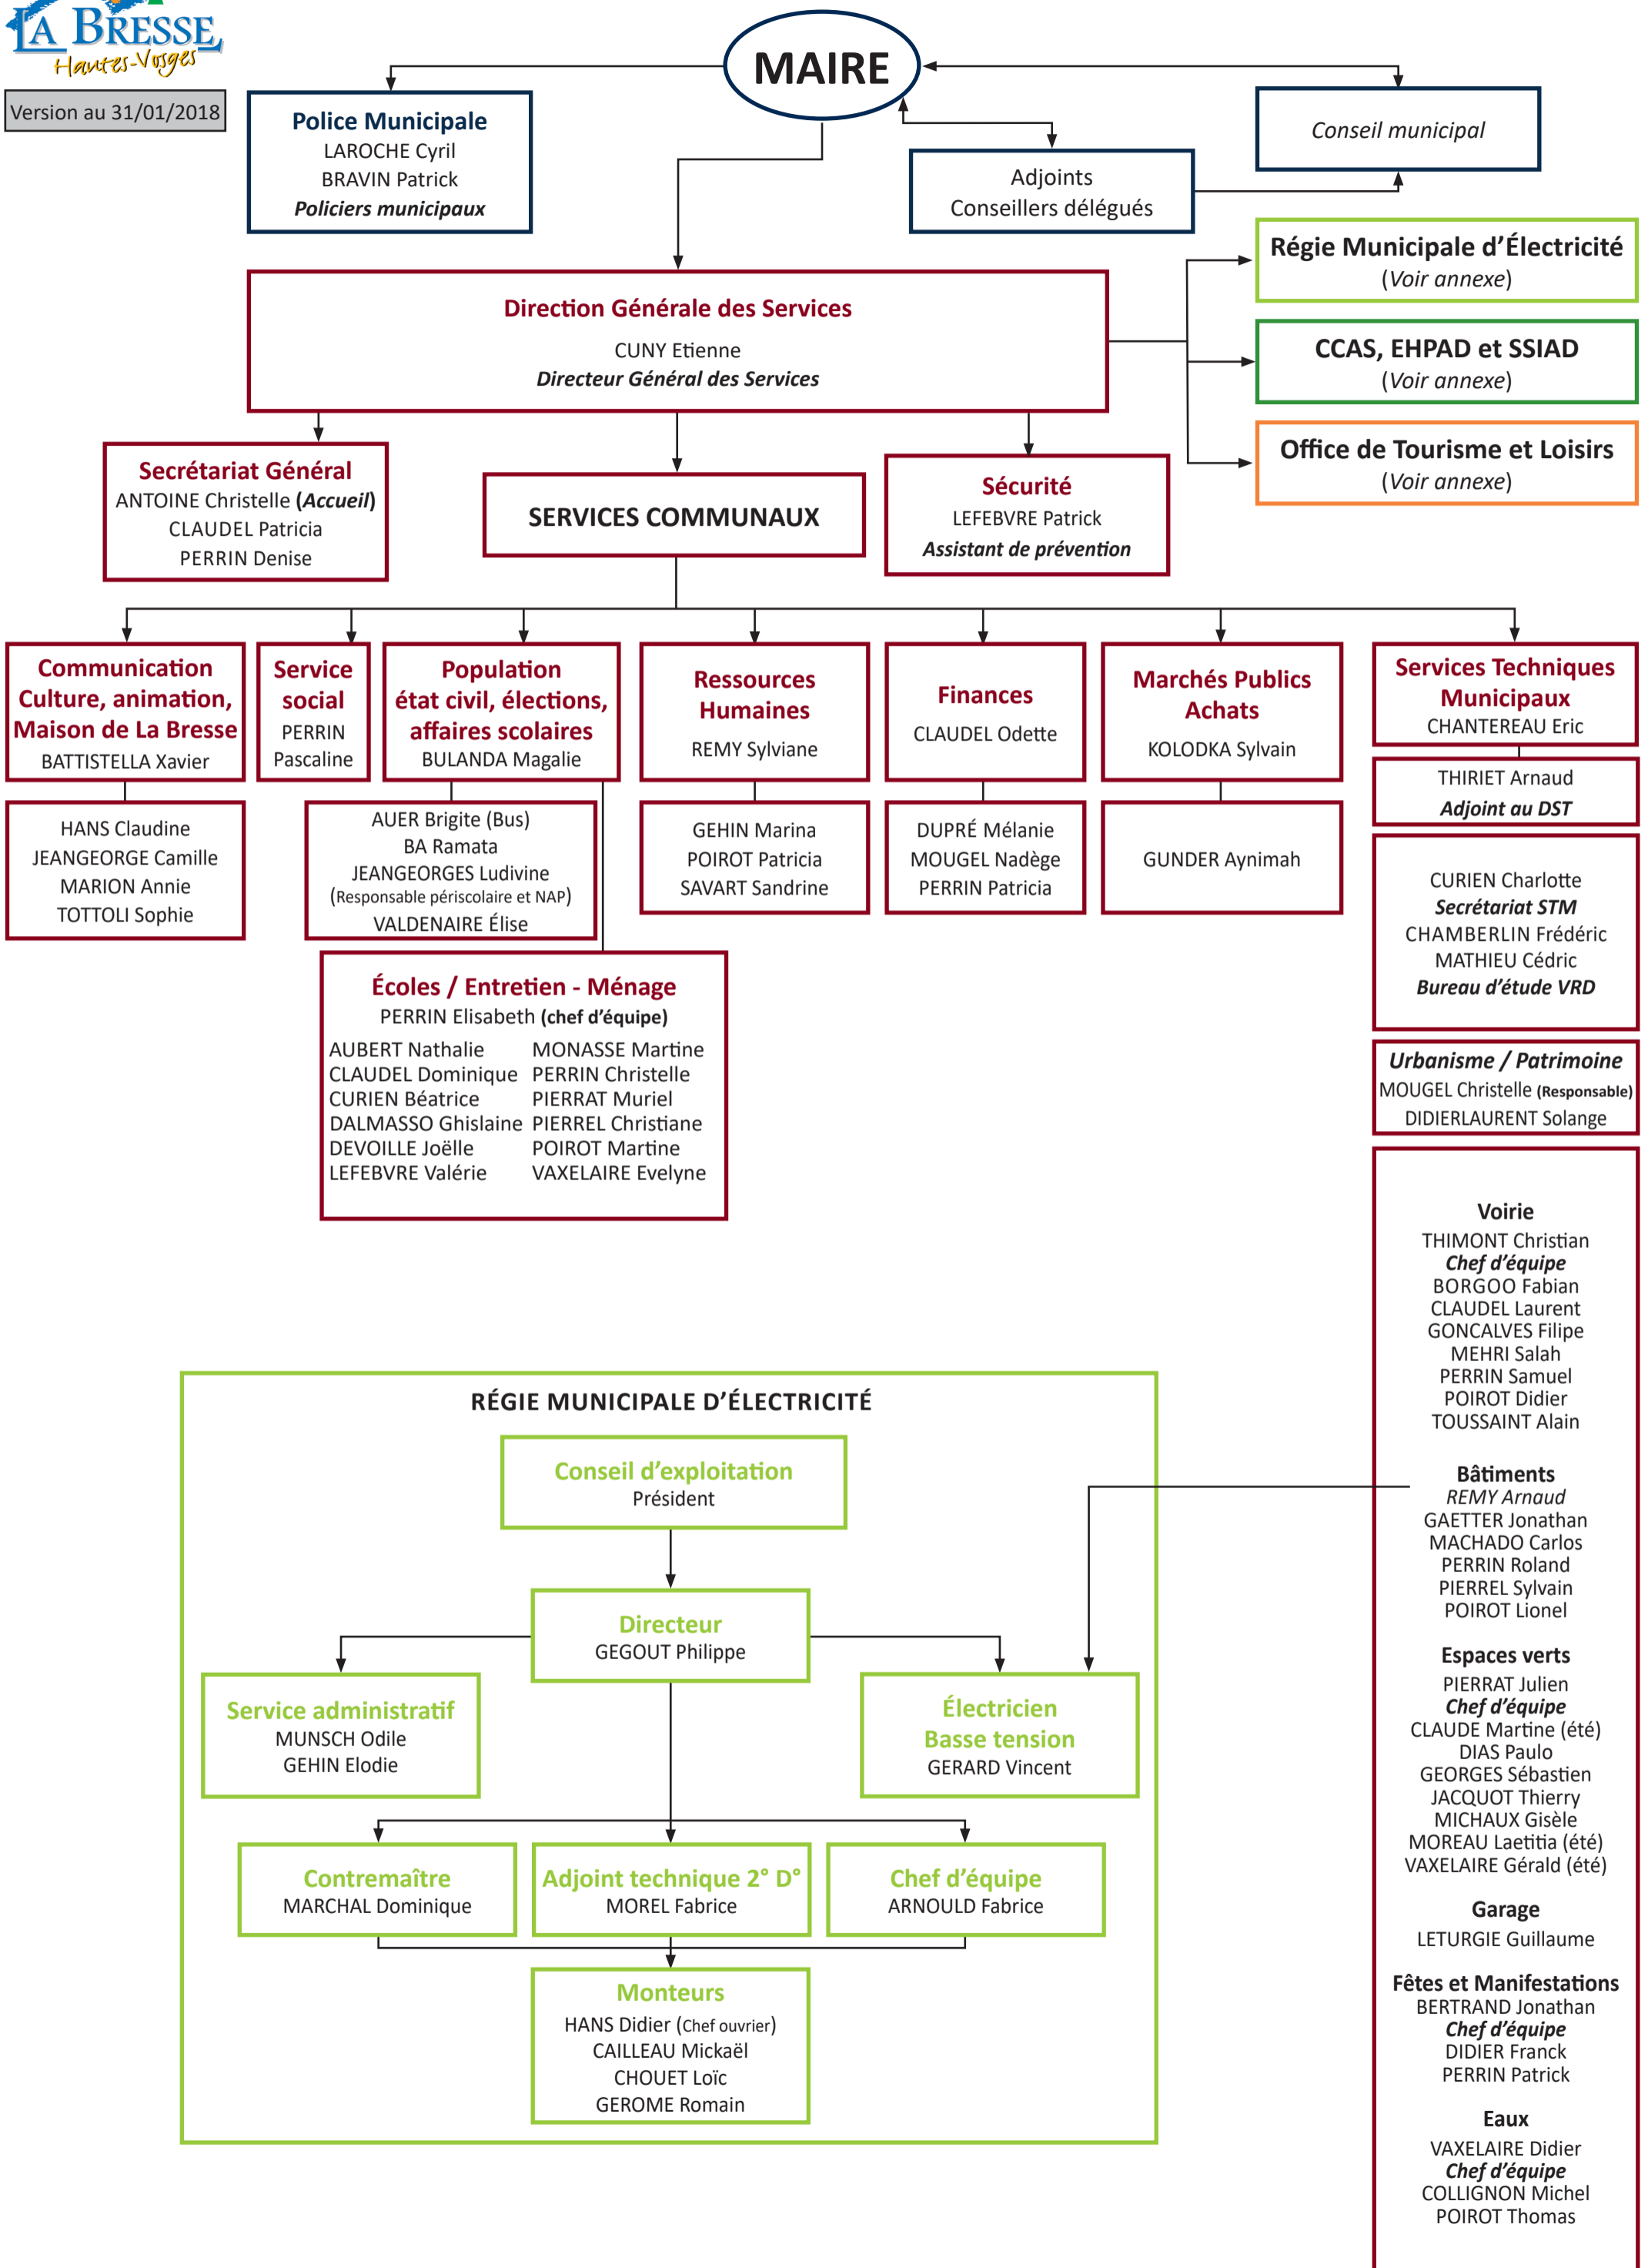 LA BRESSE
Hautes-Vosges
Version au 31/01/2018
MAIRE
Police Municipale
LAROCHE Cyril
BRAVIN Patrick
Policiers municipaux
Conseil municipal
Adjoints
Conseillers délégués
Régie Municipale d'Électricité
(Voir annexe)
CCAS, EHPAD et SSIAD
(Voir annexe)
Office de Tourisme et Loisirs
(Voir annexe)
Direction Générale des Services
CUNY Etienne
Directeur Général des Services
Secrétariat Général
ANTOINE Christelle (Accueil)
CLAUDEL Patricia
PERRIN Denise
SERVICES COMMUNAUX
Sécurité
LEFEBVRE Patrick
Assistant de prévention
Communication
Culture, animation,
Maison de La Bresse
BATTISTELLA Xavier
HANS Claudine
JEANGEORGE Camille
MARION Annie
TOTTOLI Sophie
Service
social
PERRIN
Pascaline
Population
état civil, élections,
affaires scolaires
BULANDA Magalie
AUER Brigite (Bus)
BA Ramata
JEANGEORGES Ludivine
(Responsable périscolaire et NAP)
VALDENAIRE Élise
Écoles / Entretien - Ménage
PERRIN Elisabeth (chef d'équipe)
AUBERT Nathalie
CLAUDEL Dominique
CURIEN Béatrice
DALMASSO Ghislaine
DEVOILLE Joëlle
LEFEBVRE Valérie
MONASSE Martine
PERRIN Christelle
PIERRAT Muriel
PIERREL Christiane
POIROT Martine
VAXELAIRE Evelyne
Ressources
Humaines
REMY Sylviane
GEHIN Marina
POIROT Patricia
SAVART Sandrine
Finances
CLAUDEL Odette
DUPRÉ Mélanie
MOUGEL Nadège
PERRIN Patricia
Marchés Publics
Achats
KOLODKA Sylvain
GUNDER Aynimah
Services Techniques
Municipaux
CHANTEREAU Eric
THIRIET Arnaud
Adjoint au DST
CURIEN Charlotte
Secrétariat STM
CHAMBERLIN Frédéric
MATHIEU Cédric
Bureau d'étude VRD
Urbanisme / Patrimoine
MOUGEL Christelle (Responsable)
DIDIERLAURENT Solange
Voirie
THIMONT Christian
Chef d'équipe
BORGOO Fabian
CLAUDEL Laurent
GONCALVES Filipe
MEHRI Salah
PERRIN Samuel
POIROT Didier
TOUSSAINT Alain
Bâtiments
REMY Arnaud
GAETTER Jonathan
MACHADO Carlos
PERRIN Roland
PIERREL Sylvain
POIROT Lionel
Espaces verts
PIERRAT Julien
Chef d'équipe
CLAUDE Martine (été)
DIAS Paulo
GEORGES Sébastien
JACQUOT Thierry
MICHAUX Gisèle
MOREAU Laetitia (été)
VAXELAIRE Gérald (été)
Garage
LETURGIE Guillaume
Fêtes et Manifestations
BERTRAND Jonathan
Chef d'équipe
DIDIER Franck
PERRIN Patrick
Eaux
VAXELAIRE Didier
Chef d'équipe
COLLIGNON Michel
POIROT Thomas
RÉGIE MUNICIPALE D'ÉLECTRICITÉ
Conseil d'exploitation
Président
Directeur
GEGOUT Philippe
Service administratif
MUNSCH Odile
GEHIN Elodie
Électricien
Basse tension
GERARD Vincent
Contremaître
MARCHAL Dominique
Adjoint technique 2° D°
MOREL Fabrice
Chef d'équipe
ARNOULD Fabrice
Monteurs
HANS Didier (Chef ouvrier)
CAILLEAU Mickaël
CHOUET Loïc
GEROME Romain